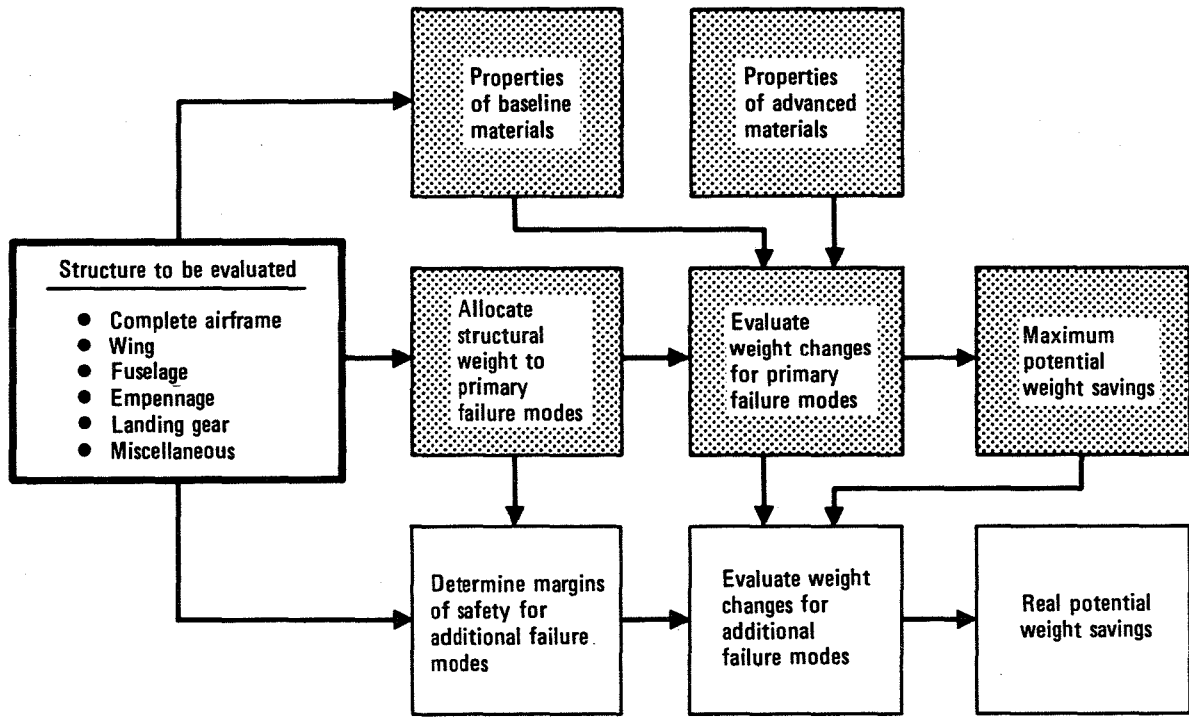 Properties
of baseline
materials
Properties
of advanced
materials
Structure to be evaluated
● Complete airframe
● Wing
● Fuselage
● Empennage
● Landing gear
● Miscellaneous
Allocate
structural
weight to
primary
failure modes
Evaluate
weight changes
for primary
failure modes
Maximum
potential
weight savings
Determine margins
of safety for
additional failure
modes
Evaluate weight
changes for
additional
failure modes
Real potential
weight savings